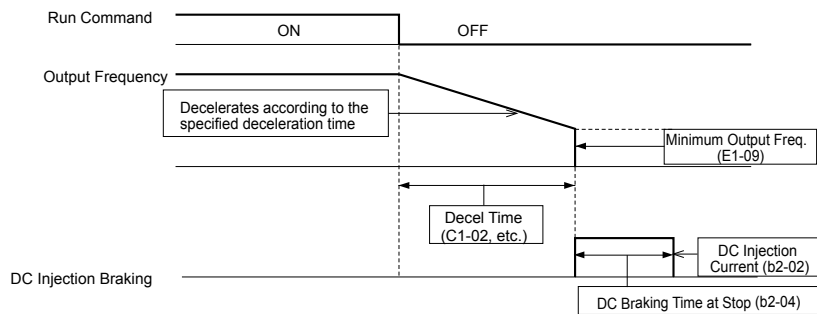 Run Command
ON
OFF
Output Frequency
Decelerates according to the
specified deceleration time
Minimum Output Freq.
(E1-09)
Decel Time
(C1-02, etc.)
DC Injection
Current (b2-02)
DC Injection Braking
DC Braking Time at Stop (b2-04)